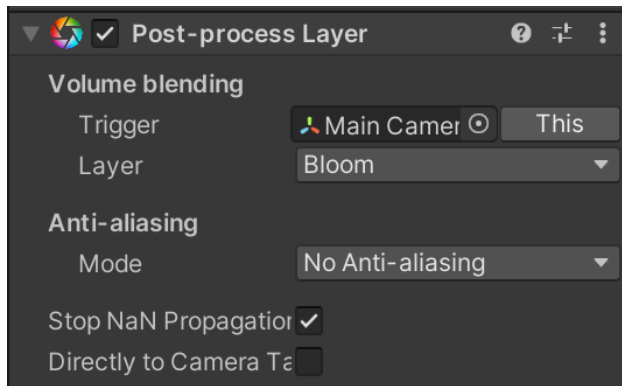 Post-process Layer
Volume blending
Trigger Main Camer This
Layer Bloom
Anti-aliasing
Mode No Anti-aliasing
Stop NaN Propagation
Directly to Camera Ta